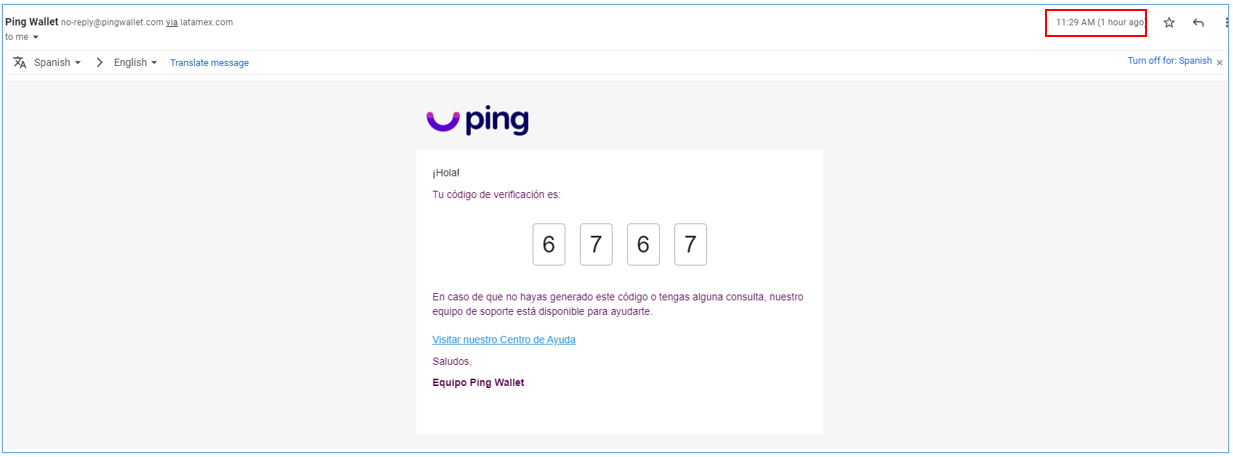 Ping Wallet no-reply@pingwallet.com via latamex.com
11:29 AM (1 hour ago)
to me
Spanish > English Translate message
Turn off for: Spanish ×
ping
¡Hola!
Tu código de verificación es:
6 7 6 7
En caso de que no hayas generado este código o tengas alguna consulta, nuestro
equipo de soporte está disponible para ayudarte.
Visitar nuestro Centro de Ayuda
Saludos,
Equipo Ping Wallet